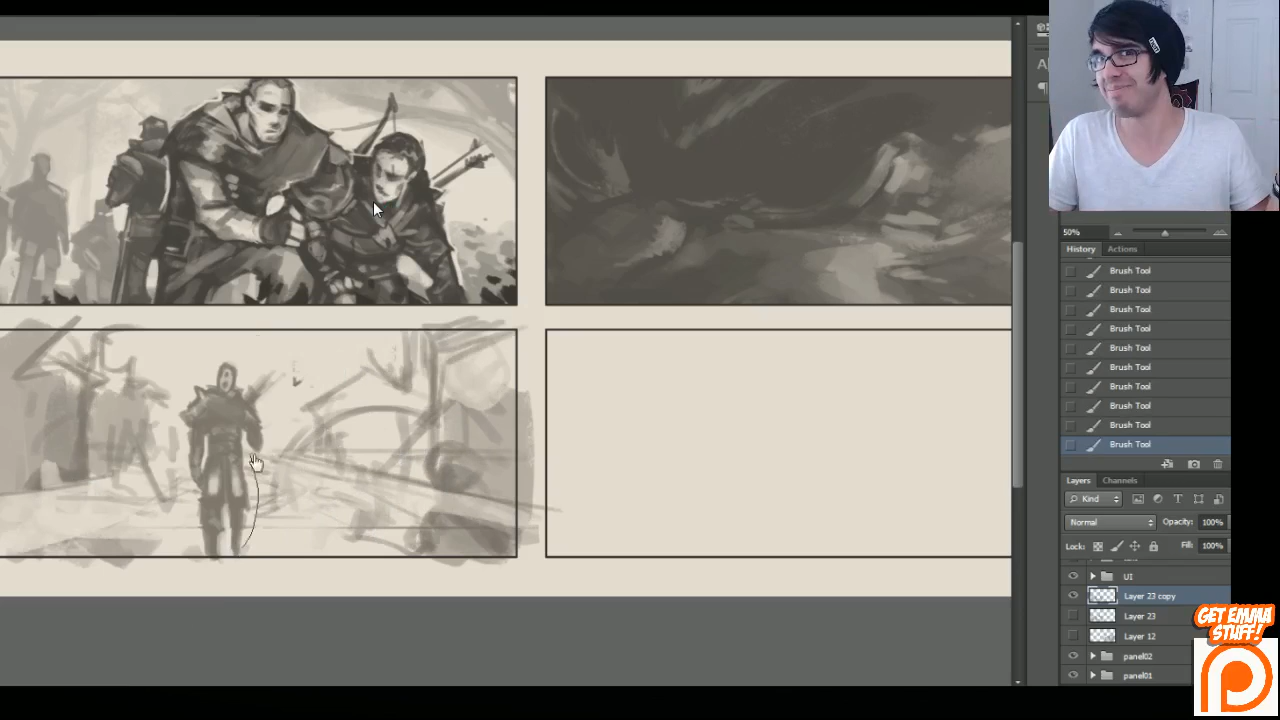 A
50%
History
Actions
Brush Tool
Brush Tool
Brush Tool
Brush Tool
Brush Tool
Brush Tool
Brush Tool
Brush Tool
Brush Tool
Brush Tool
Layers
Channels
Kind
T
Normal
Opacity:
100%
Lock:
Fill:
100%
UI
Layer 23 copy
Layer 23
Layer 12
panel02
panel01
GET EMMA
STUFF!